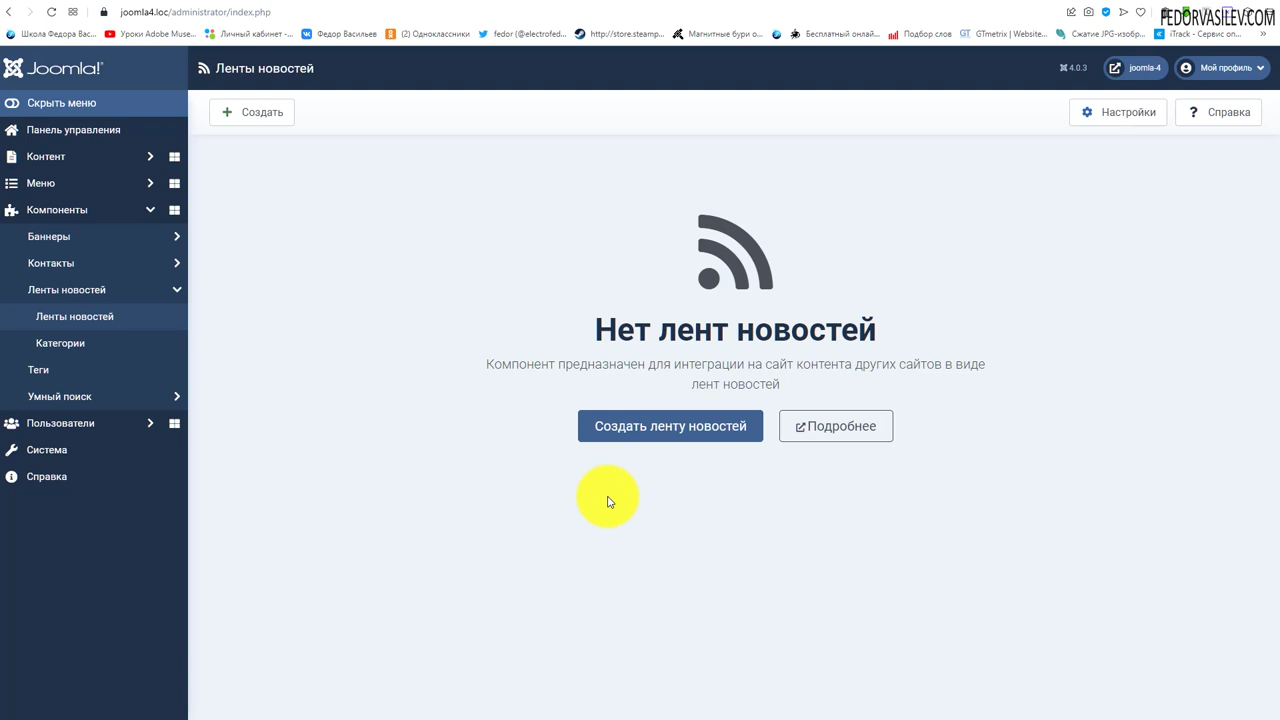 joomla4.loc/administrator/index.php
FEDORVASILEV.COM
Школа Федора Вас...
Уроки Adobe Muse...
Личный кабинет -...
Федор Васильев
(2) Одноклассники
fedor (@electrofed...
http://store.steamp...
Магнитные бури о...
Бесплатный онлай...
Подбор слов
GTmetrix | Website...
Сжатие JPG-изобр...
iTrack - Сервис оп...
Joomla!
Ленты новостей
4.0.3
joomla-4
Мой профиль
Скрыть меню
Создать
Настройки
? Справка
Панель управления
Контент
Меню
Компоненты
Баннеры
Контакты
Ленты новостей
Ленты новостей
Категории
Теги
Умный поиск
Пользователи
Система
Справка
Нет лент новостей
Компонент предназначен для интеграции на сайт контента других сайтов в виде
лент новостей
Создать ленту новостей
Подробнее